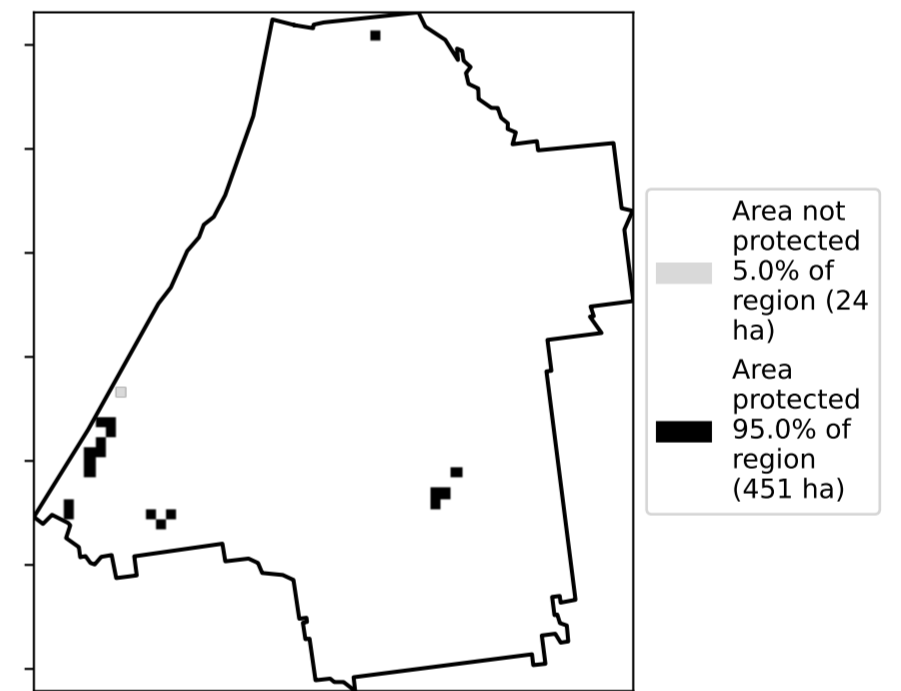 Area not
protected
5.0% of
region (24
ha)
Area
protected
95.0% of
region
(451 ha)